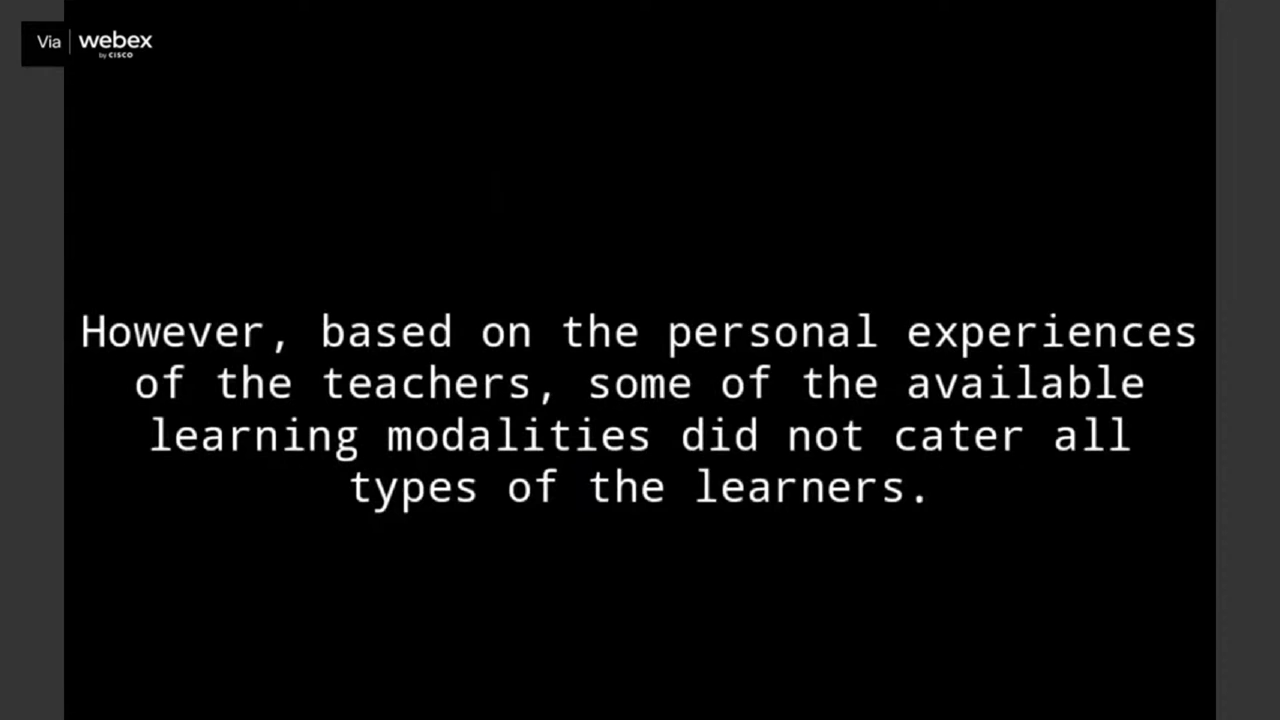 Via webex
by CISCO
However, based on the personal experiences
of the teachers, some of the available
learning modalities did not cater all
types of the learners.